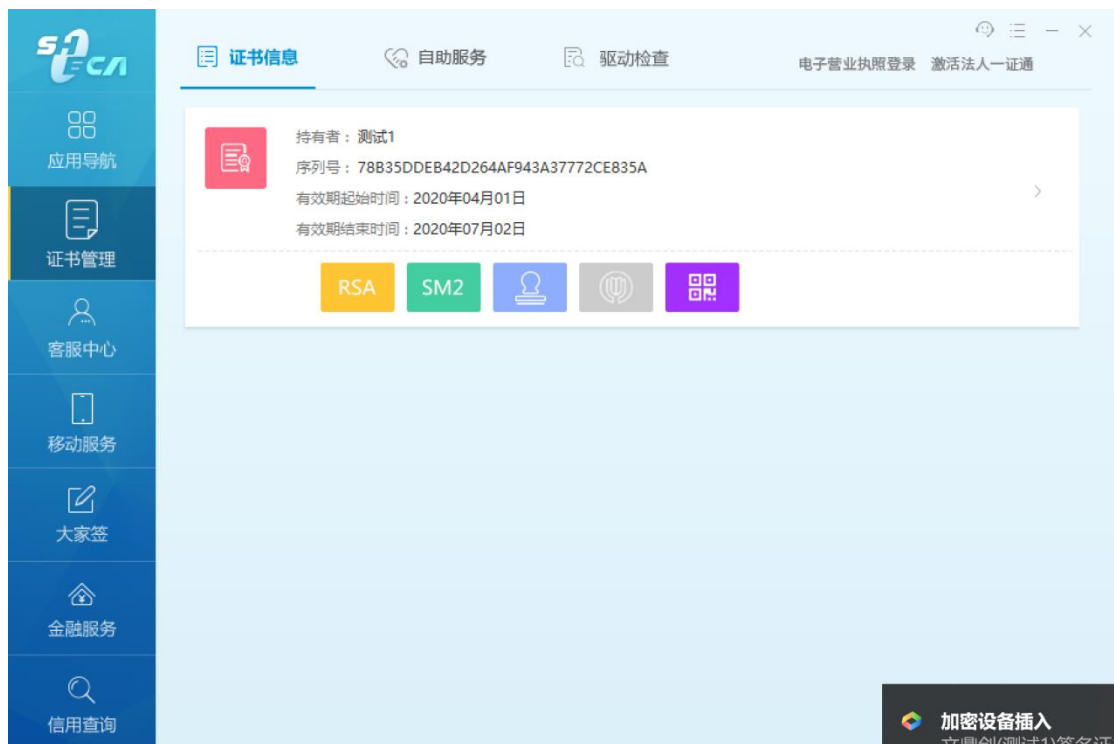 证书信息
自助服务
驱动检查
电子营业执照登录 激活法人一证通
应用导航
证书管理
客服中心
移动服务
大家签
金融服务
信用查询
持有者：测试1
序列号：78B35DDEB42D264AF943A37772CE835A
有效期起始时间：2020年04月01日
有效期结束时间：2020年07月02日
RSA SM2
加密设备插入